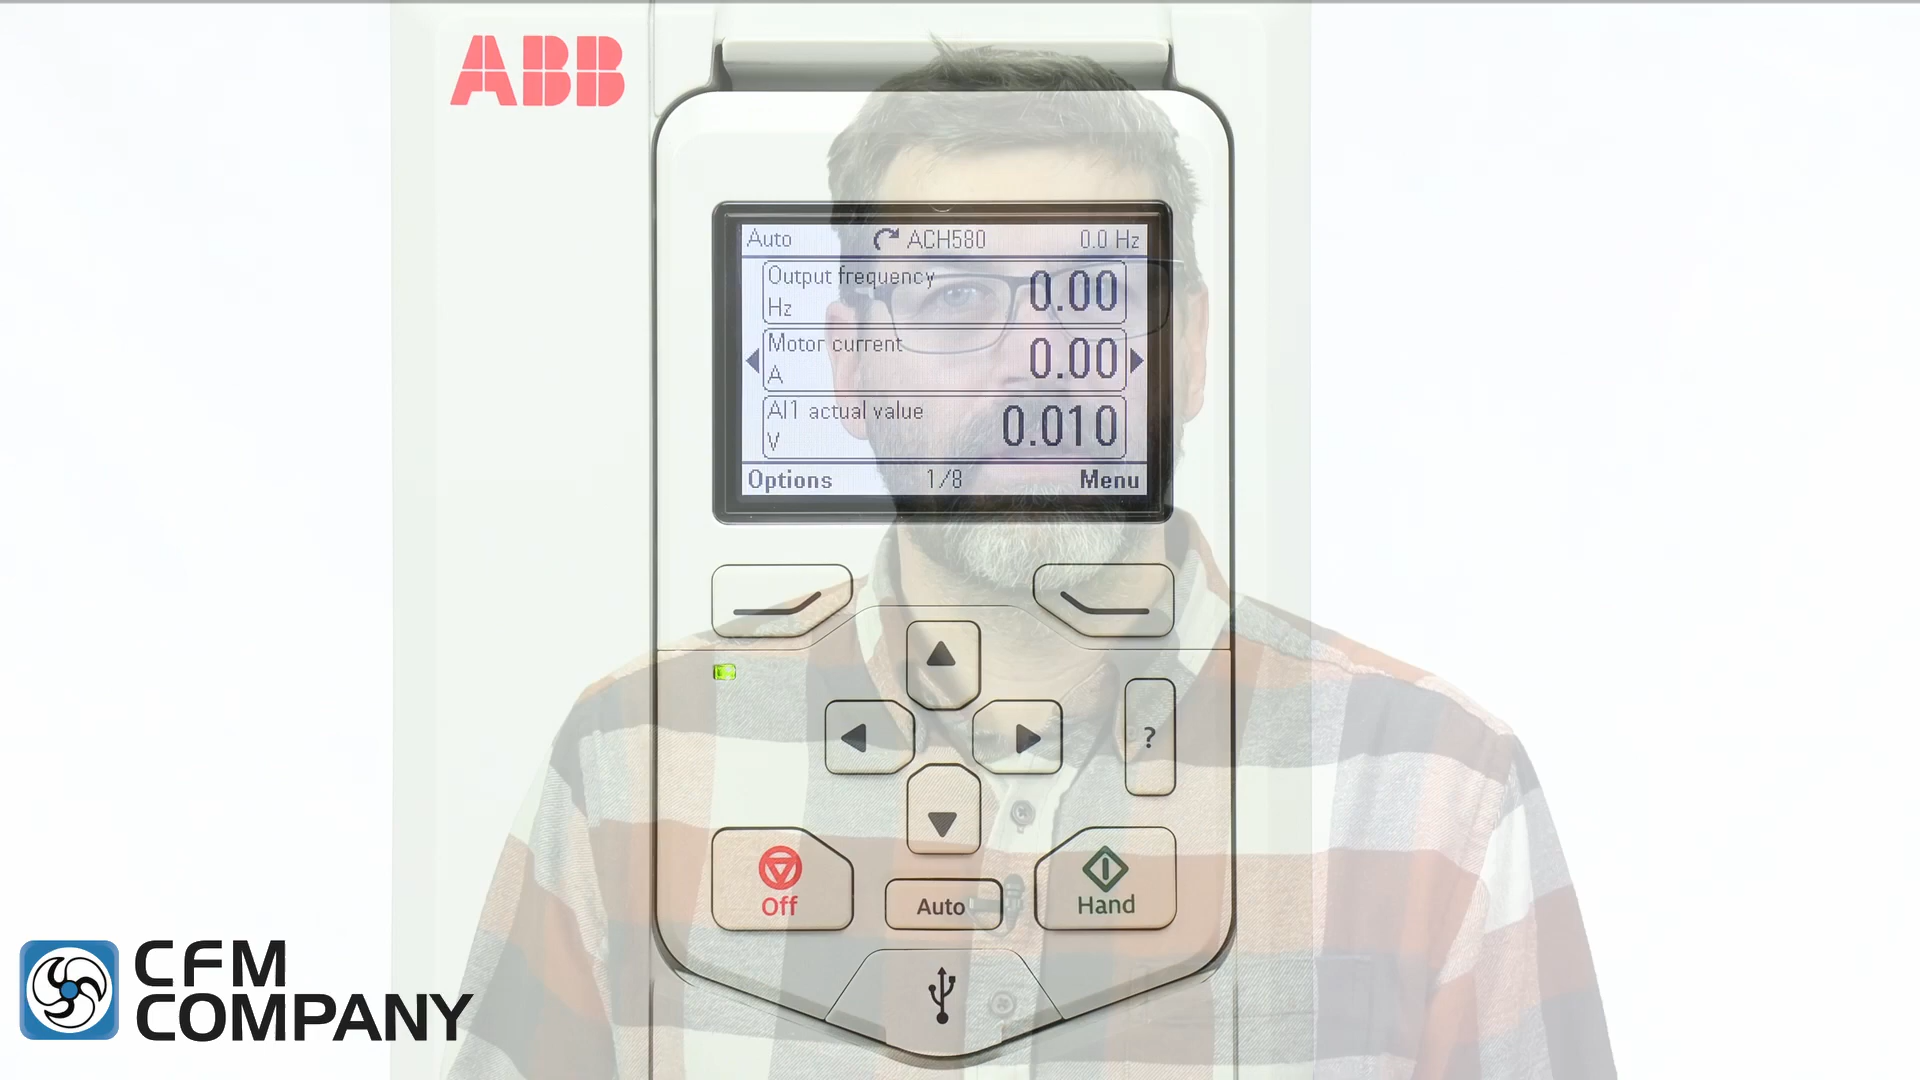 ABB
Auto ACH580 0.0 Hz
Output frequency
Hz 0.00
Motor current
A 0.00
AI1 actual value
V 0.010
Options 1/8 Menu
?
Off Auto Hand
CFM
COMPANY